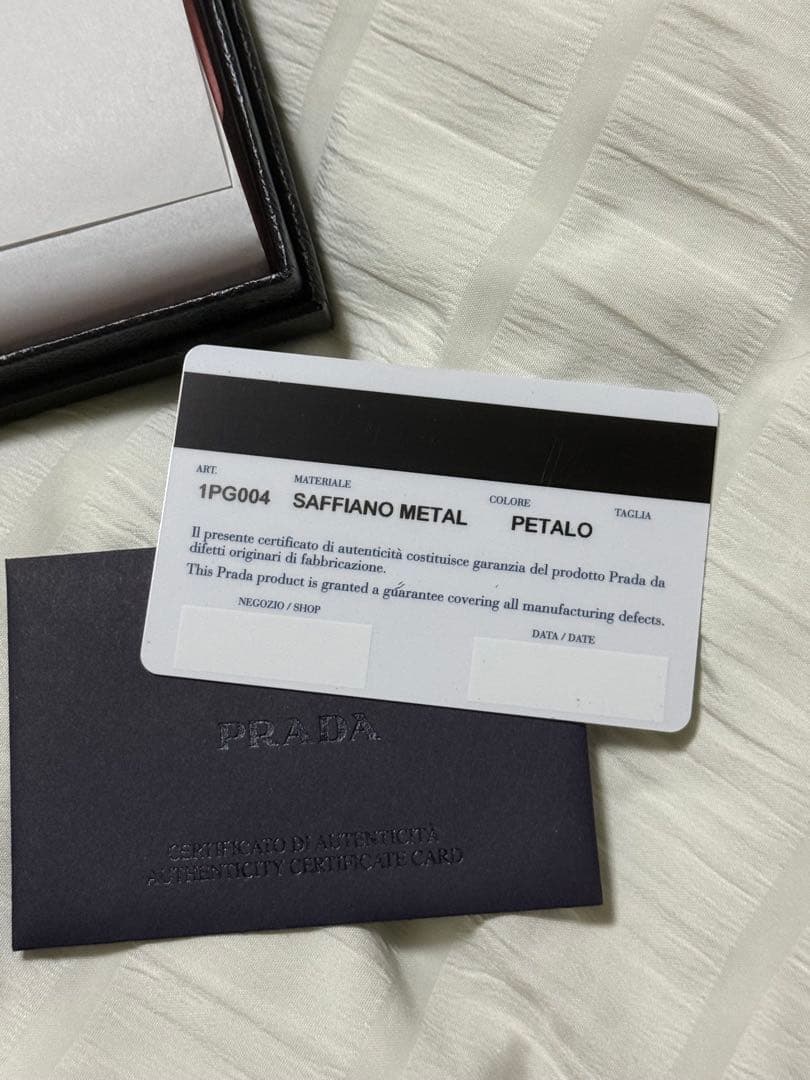 ART.
MATERIALE
COLORE
TAGLIA
1PG004
SAFFIANO METAL
PETALO
Il presente certificato di autenticità costituisce garanzia del prodotto Prada da
difetti originari di fabbricazione.
This Prada product is granted a guarantee covering all manufacturing defects.
NEGOZIO / SHOP
DATA / DATE
PRADA
CERTIFICATO DI AUTENTICITÀ
AUTHENTICITY CERTIFICATE CARD